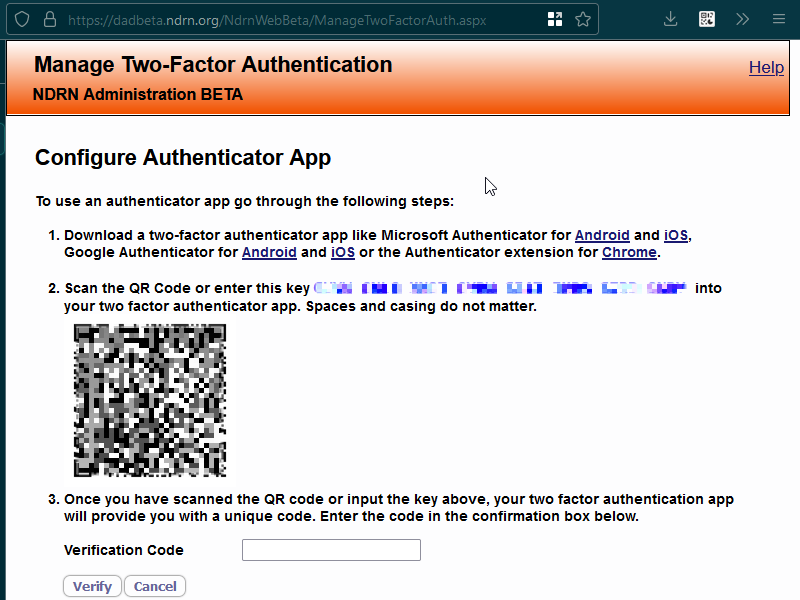 https://dadbeta.ndrn.org/NdrnWebBeta/ManageTwoFactorAuth.aspx
Manage Two-Factor Authentication
Help
NDRN Administration BETA
Configure Authenticator App
To use an authenticator app go through the following steps:
1. Download a two-factor authenticator app like Microsoft Authenticator for Android and iOS,
Google Authenticator for Android and iOS or the Authenticator extension for Chrome.
2. Scan the QR Code or enter this key into
your two factor authenticator app. Spaces and casing do not matter.
3. Once you have scanned the QR code or input the key above, your two factor authentication app
will provide you with a unique code. Enter the code in the confirmation box below.
Verification Code
Verify Cancel